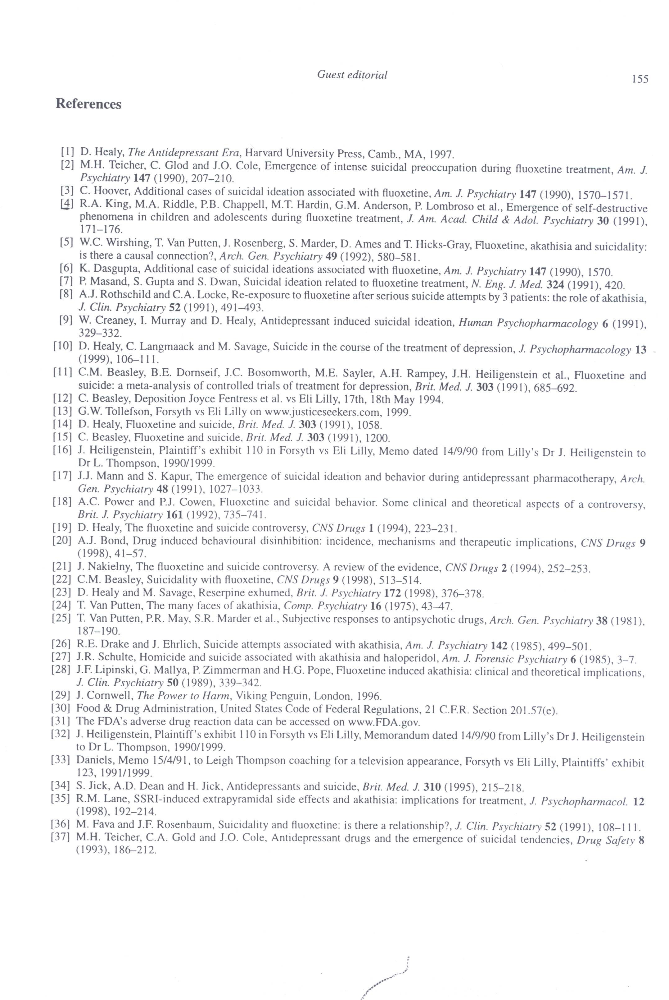 Guest editorial
155
References
[1] D. Healy, The Antidepressant Era, Harvard University Press, Camb., MA, 1997.
[2] M.H. Teicher, C. Glod and J.O. Cole, Emergence of intense suicidal preoccupation during fluoxetine treatment, Am. J.
Psychiatry 147 (1990), 207–210.
[3] C. Hoover, Additional cases of suicidal ideation associated with fluoxetine, Am. J. Psychiatry 147 (1990), 1570–1571.
[4] R.A. King, M.A. Riddle, P.B. Chappell, M.T. Hardin, G.M. Anderson, P. Lombroso et al., Emergence of self-destructive
phenomena in children and adolescents during fluoxetine treatment, J. Am. Acad. Child & Adol. Psychiatry 30 (1991),
171–176.
[5] W.C. Wirshing, T. Van Putten, J. Rosenberg, S. Marder, D. Ames and T. Hicks-Gray, Fluoxetine, akathisia and suicidality:
is there a causal connection?, Arch. Gen. Psychiatry 49 (1992), 580–581.
[6] K. Dasgupta, Additional case of suicidal ideations associated with fluoxetine, Am. J. Psychiatry 147 (1990), 1570.
[7] P. Masand, S. Gupta and S. Dwan, Suicidal ideation related to fluoxetine treatment, N. Eng. J. Med. 324 (1991), 420.
[8] A.J. Rothschild and C.A. Locke, Re-exposure to fluoxetine after serious suicide attempts by 3 patients: the role of akathisia,
J. Clin. Psychiatry 52 (1991), 491–493.
[9] W. Creaney, I. Murray and D. Healy, Antidepressant induced suicidal ideation, Human Psychopharmacology 6 (1991),
329–332.
[10] D. Healy, C. Langmaack and M. Savage, Suicide in the course of the treatment of depression, J. Psychopharmacology 13
(1999), 106–111.
[11] C.M. Beasley, B.E. Dornseif, J.C. Bosomworth, M.E. Sayler, A.H. Rampey, J.H. Heiligenstein et al., Fluoxetine and
suicide: a meta-analysis of controlled trials of treatment for depression, Brit. Med. J. 303 (1991), 685–692.
[12] C. Beasley, Deposition Joyce Fentress et al. vs Eli Lilly, 17th, 18th May 1994.
[13] G.W. Tollefson, Forsyth vs Eli Lilly on www.justiceseekers.com, 1999.
[14] D. Healy, Fluoxetine and suicide, Brit. Med. J. 303 (1991), 1058.
[15] C. Beasley, Fluoxetine and suicide, Brit. Med. J. 303 (1991), 1200.
[16] J. Heiligenstein, Plaintiff's exhibit 110 in Forsyth vs Eli Lilly, Memo dated 14/9/90 from Lilly's Dr J. Heiligenstein to
Dr L. Thompson, 1990/1999.
[17] J.J. Mann and S. Kapur, The emergence of suicidal ideation and behavior during antidepressant pharmacotherapy, Arch.
Gen. Psychiatry 48 (1991), 1027–1033.
[18] A.C. Power and P.J. Cowen, Fluoxetine and suicidal behavior. Some clinical and theoretical aspects of a controversy,
Brit. J. Psychiatry 161 (1992), 735–741.
[19] D. Healy, The fluoxetine and suicide controversy, CNS Drugs 1 (1994), 223–231.
[20] A.J. Bond, Drug induced behavioural disinhibition: incidence, mechanisms and therapeutic implications, CNS Drugs 9
(1998), 41–57.
[21] J. Nakielny, The fluoxetine and suicide controversy. A review of the evidence, CNS Drugs 2 (1994), 252–253.
[22] C.M. Beasley, Suicidality with fluoxetine, CNS Drugs 9 (1998), 513–514.
[23] D. Healy and M. Savage, Reserpine exhumed, Brit. J. Psychiatry 172 (1998), 376–378.
[24] T. Van Putten, The many faces of akathisia, Comp. Psychiatry 16 (1975), 43–47.
[25] T. Van Putten, P.R. May, S.R. Marder et al., Subjective responses to antipsychotic drugs, Arch. Gen. Psychiatry 38 (1981),
187–190.
[26] R.E. Drake and J. Ehrlich, Suicide attempts associated with akathisia, Am. J. Psychiatry 142 (1985), 499–501.
[27] J.R. Schulte, Homicide and suicide associated with akathisia and haloperidol, Am. J. Forensic Psychiatry 6 (1985), 3–7.
[28] J.F. Lipinski, G. Mallya, P. Zimmerman and H.G. Pope, Fluoxetine induced akathisia: clinical and theoretical implications,
J. Clin. Psychiatry 50 (1989), 339–342.
[29] J. Cornwell, The Power to Harm, Viking Penguin, London, 1996.
[30] Food & Drug Administration, United States Code of Federal Regulations, 21 C.F.R. Section 201.57(e).
[31] The FDA's adverse drug reaction data can be accessed on www.FDA.gov.
[32] J. Heiligenstein, Plaintiff's exhibit 110 in Forsyth vs Eli Lilly, Memorandum dated 14/9/90 from Lilly's Dr J. Heiligenstein
to Dr L. Thompson, 1990/1999.
[33] Daniels, Memo 15/4/91, to Leigh Thompson coaching for a television appearance, Forsyth vs Eli Lilly, Plaintiffs' exhibit
123, 1991/1999.
[34] S. Jick, A.D. Dean and H. Jick, Antidepressants and suicide, Brit. Med. J. 310 (1995), 215–218.
[35] R.M. Lane, SSRI-induced extrapyramidal side effects and akathisia: implications for treatment, J. Psychopharmacol. 12
(1998), 192–214.
[36] M. Fava and J.F. Rosenbaum, Suicidality and fluoxetine: is there a relationship?, J. Clin. Psychiatry 52 (1991), 108–111.
[37] M.H. Teicher, C.A. Gold and J.O. Cole, Antidepressant drugs and the emergence of suicidal tendencies, Drug Safety 8
(1993), 186–212.